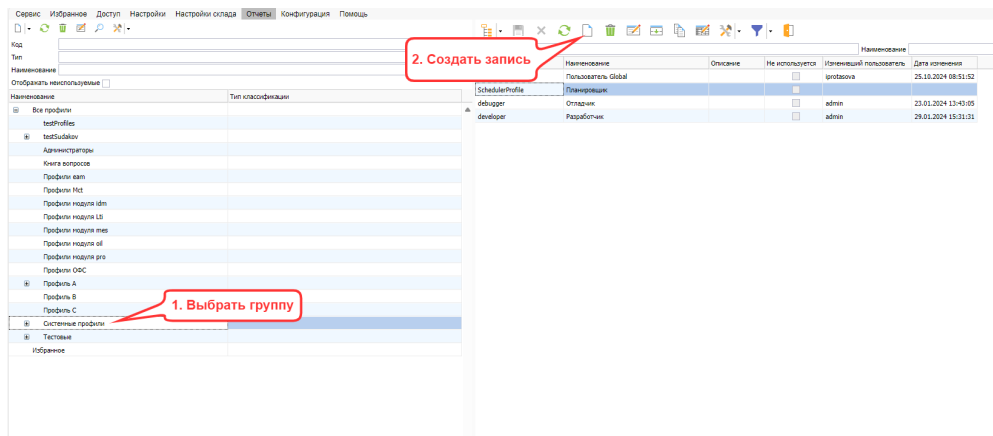 Сервис Избранное Доступ Настройки Настройки склада Отчеты Конфигурация Помощь
Код
Тип
Наименование
Отображать неиспользуемые
Наименование Тип классификации
Все профили
testProfiles
testSudakov
Администраторы
Книга вопросов
Профили eam
Профили Mct
Профили модуля idm
Профили модуля Lti
Профили модуля mes
Профили модуля oil
Профили модуля pro
Профили ОФС
Профиль A
Профиль B
Профиль C
Системные профили
Тестовые
Избранное
1. Выбрать группу
2. Создать запись
Наименование
Наименование Описание Не используется Изменивший пользователь Дата изменения
Пользователь Global iprotasova 25.10.2024 08:51:52
SchedulerProfile Планировщик
debugger Отладчик admin 23.01.2024 13:43:05
developer Разработчик admin 29.01.2024 15:31:31